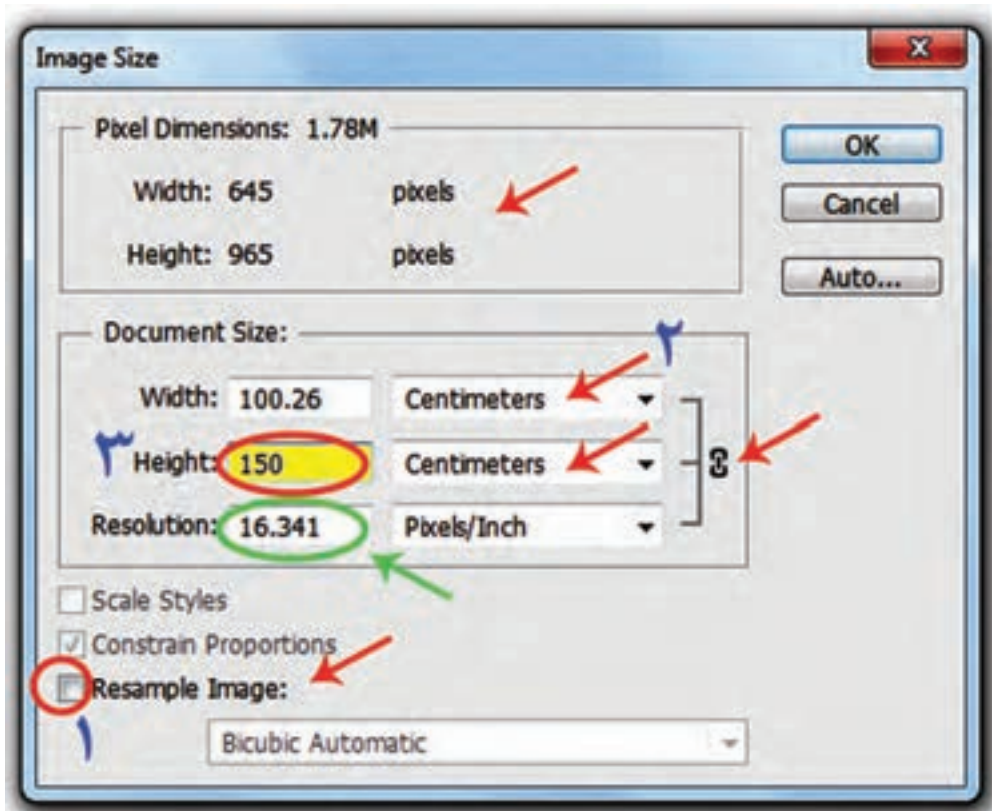 Image Size
Pixel Dimensions: 1.78M
Width: 645 pixels
Height: 965 pixels
OK
Cancel
Auto...
Document Size:
۲
Width: 100.26 Centimeters
۳
Height: 150 Centimeters
Resolution: 16.341 Pixels/Inch
Scale Styles
Constrain Proportions
Resample Image:
۱
Bicubic Automatic